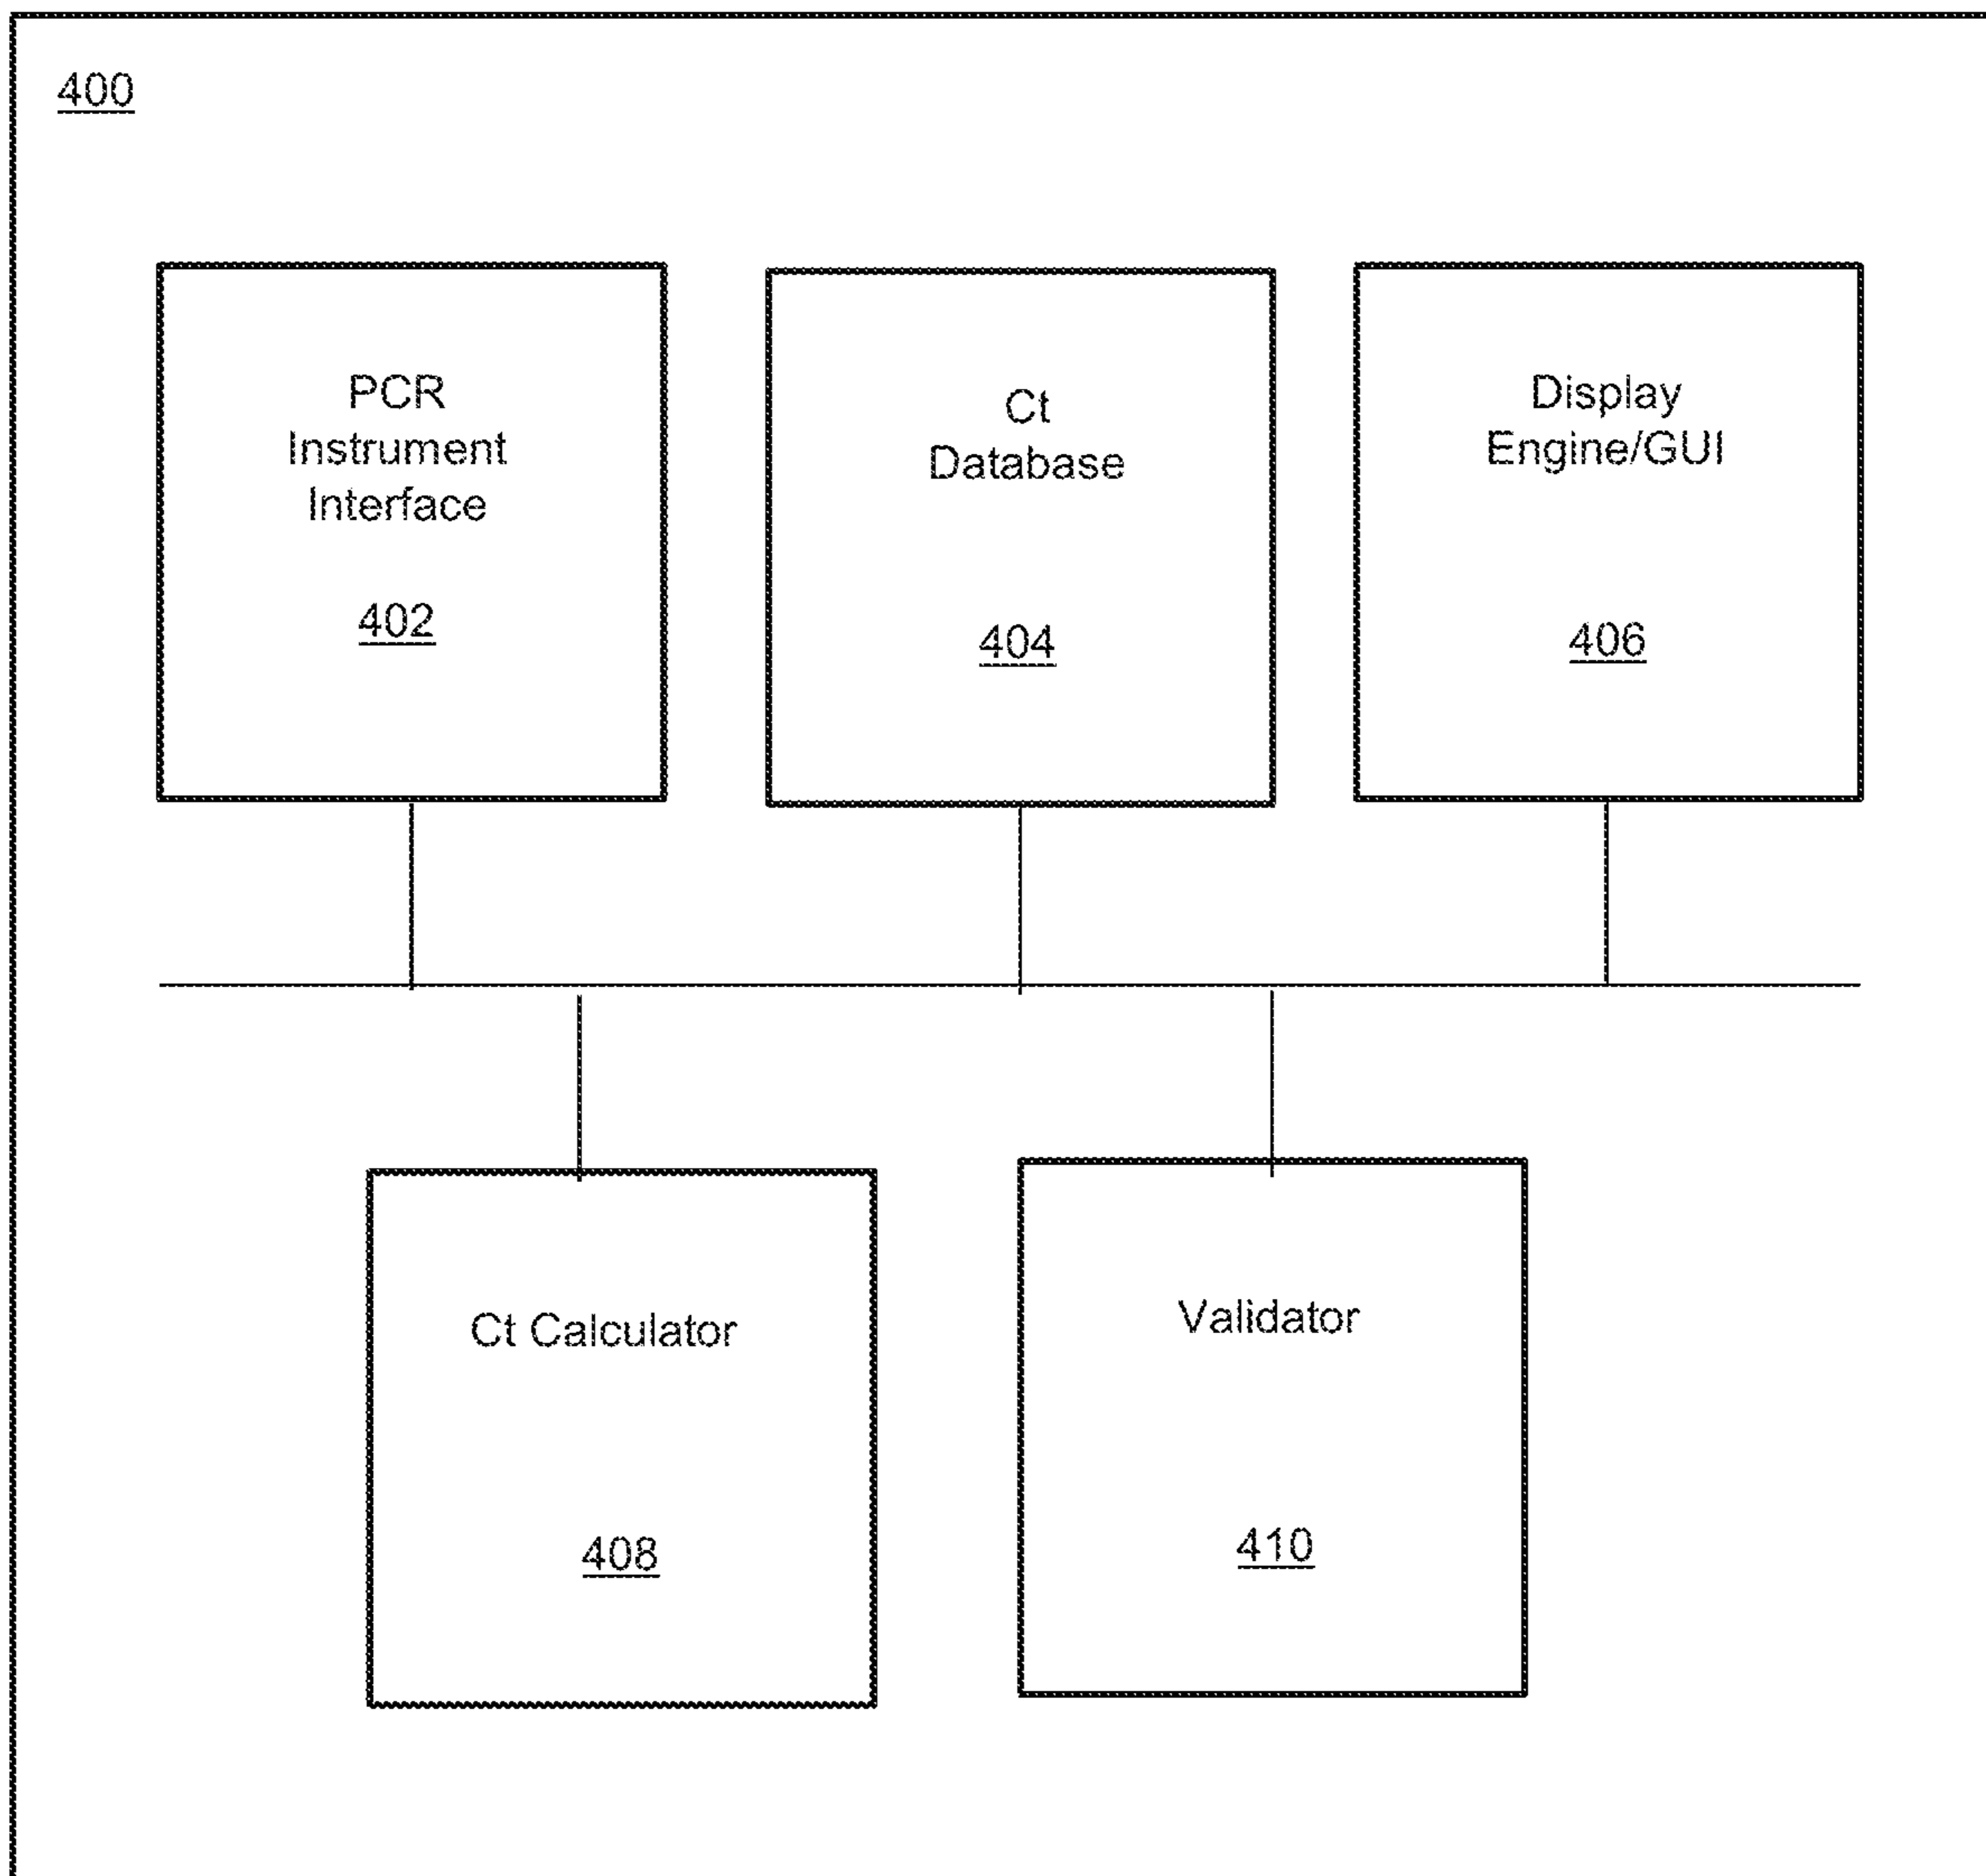 400
PCR
Instrument
Interface
402
Ct
Database
404
Display
Engine/GUI
406
Ct Calculator
408
Validator
410